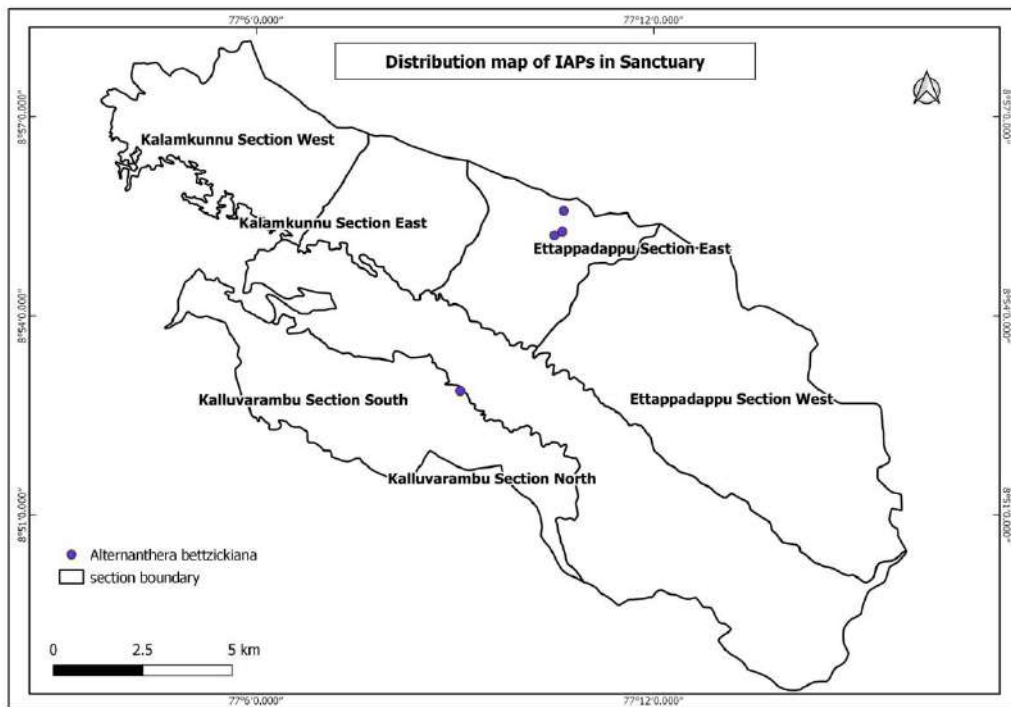 77°6'0.000"
77°12'0.000"
Distribution map of IAPs in Sanctuary
8°57'0.000"
8°57'0.000"
Kalamkunnu Section West
Kalamkunnu Section East
Ettappadappu Section East
8°54'0.000"
8°54'0.000"
Kalluvarambu Section South
Ettappadappu Section West
Kalluvarambu Section North
8°51'0.000"
8°51'0.000"
Alternanthera bettzickiana
section boundary
0 2.5 5 km
77°6'0.000"
77°12'0.000"